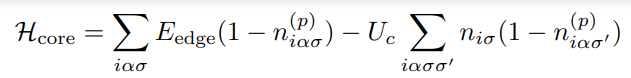 $\mathcal{H}_{\text{core}} = \sum_{i\alpha\sigma} E_{\text{edge}}(1 - n^{(p)}_{i\alpha\sigma}) - U_c \sum_{i\alpha\sigma\sigma'} n_{i\sigma}(1 - n^{(p)}_{i\alpha\sigma'})$